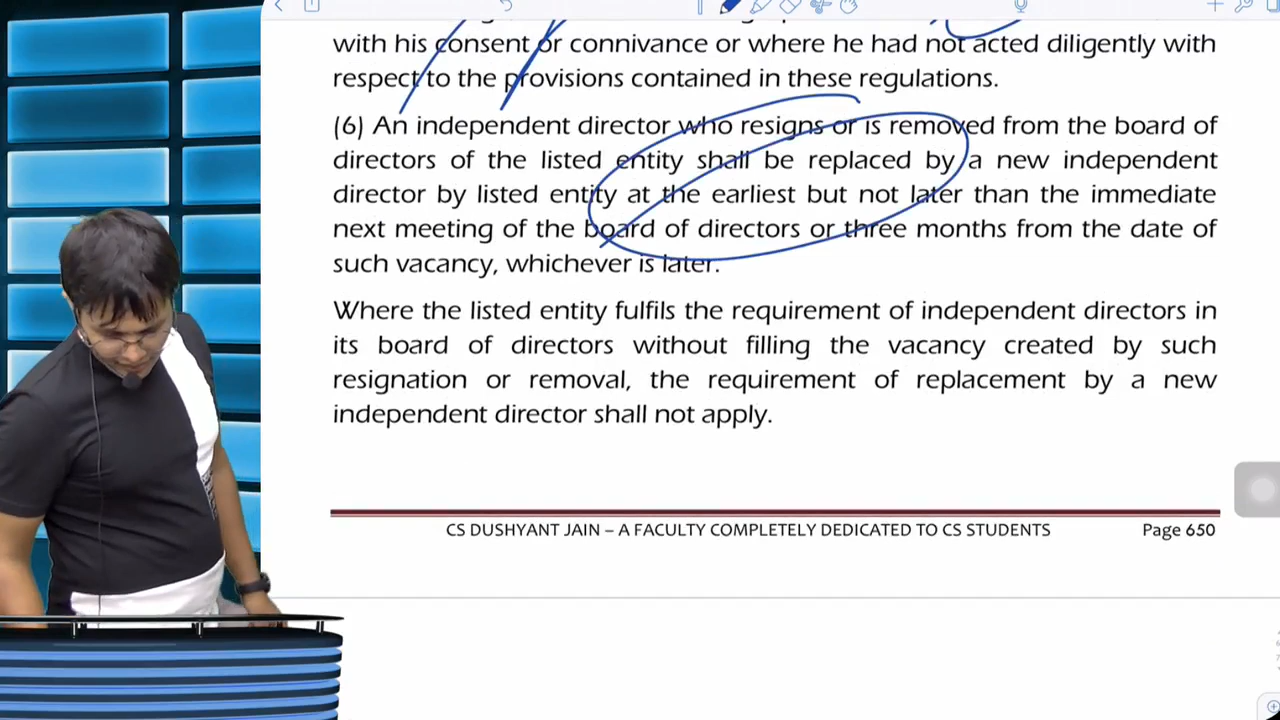 with his consent or connivance or where he had not acted diligently with
respect to the provisions contained in these regulations.
(6) An independent director who resigns or is removed from the board of
directors of the listed entity shall be replaced by a new independent
director by listed entity at the earliest but not later than the immediate
next meeting of the board of directors or three months from the date of
such vacancy, whichever is later.
Where the listed entity fulfils the requirement of independent directors in
its board of directors without filling the vacancy created by such
resignation or removal, the requirement of replacement by a new
independent director shall not apply.
CS DUSHYANT JAIN – A FACULTY COMPLETELY DEDICATED TO CS STUDENTS Page 650